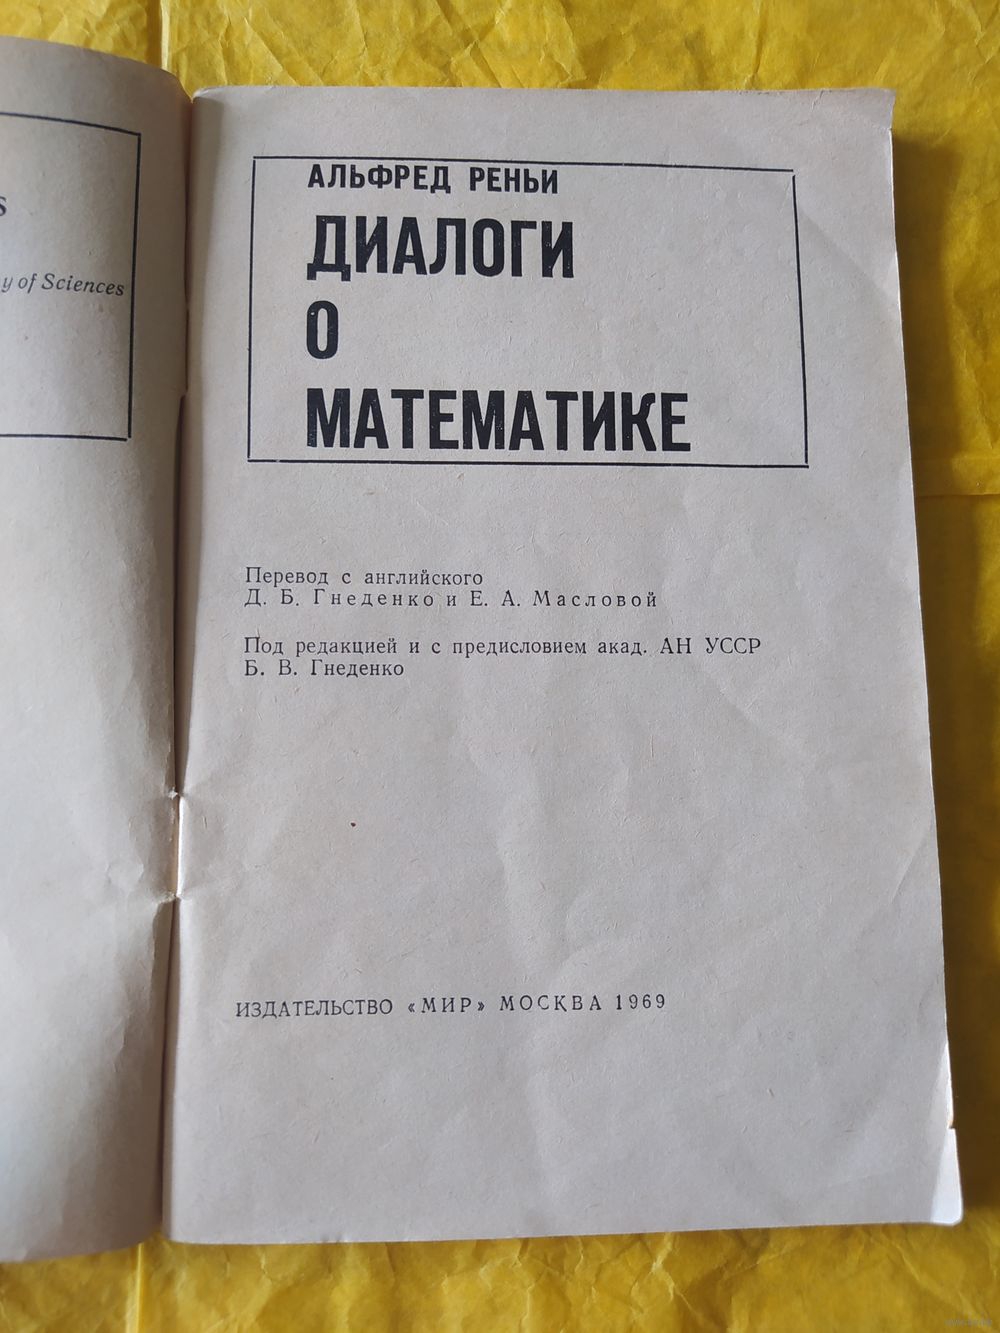 s
y of Sciences
АЛЬФРЕД РЕНЬИ
ДИАЛОГИ
О
МАТЕМАТИКЕ
Перевод с английского
Д. Б. Гнеденко и Е. А. Масловой
Под редакцией и с предисловием акад. АН УССР
Б. В. Гнеденко
ИЗДАТЕЛЬСТВО «МИР» МОСКВА 1969